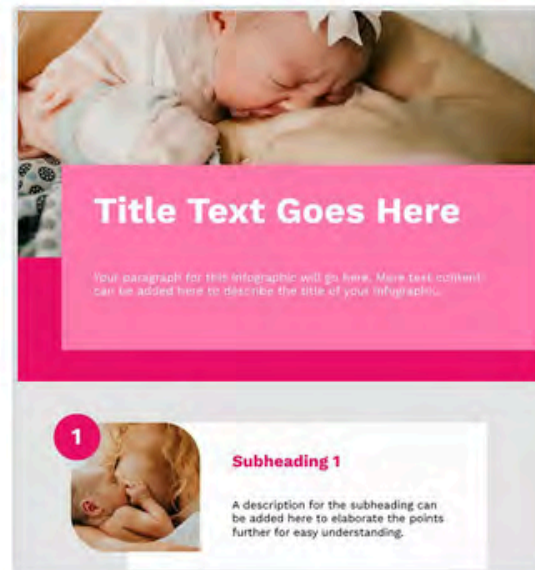 Title Text Goes Here
Your paragraph for this infographic will go here. More text content
can be added here to describe the title of your infographic.
1
Subheading 1
A description for the subheading can
be added here to elaborate the points
further for easy understanding.